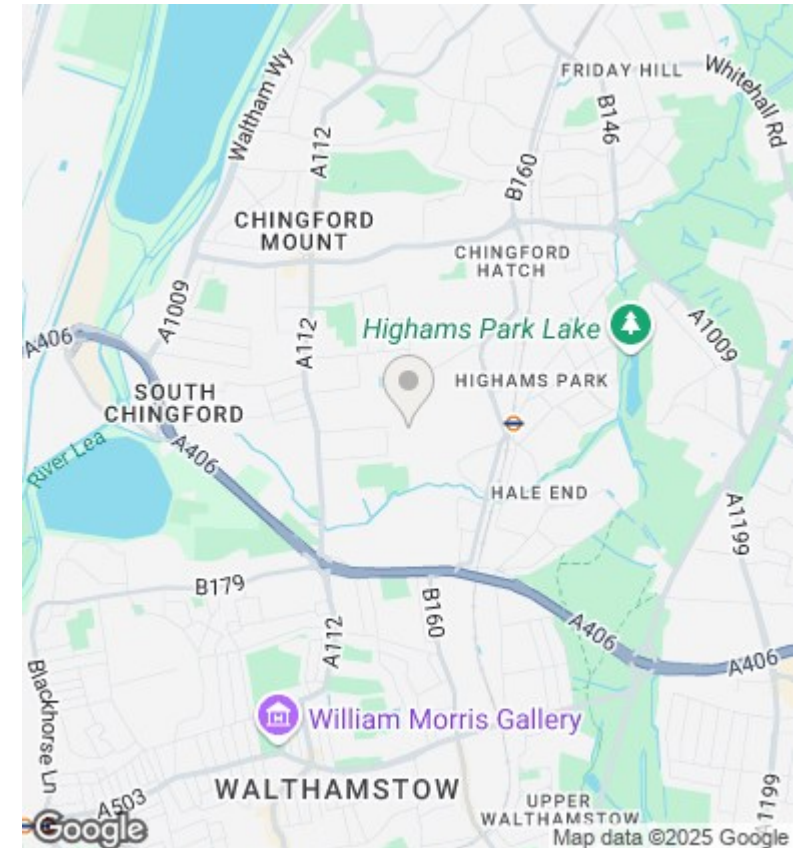 FRIDAY HILL
Whitehall Rd
Waltham Wy
A112
B146
B160
CHINGFORD
MOUNT
CHINGFORD
HATCH
A1009
A1009
A406
A112
Highams Park Lake
HIGHAMS PARK
SOUTH
CHINGFORD
A406
River Lea
HALE END
A1199
B179
B160
A112
A406
A406
Blackhorse Ln
William Morris Gallery
WALTHAMSTOW
A503
UPPER
WALTHAMSTOW
A1199
Google
Map data ©2025 Google